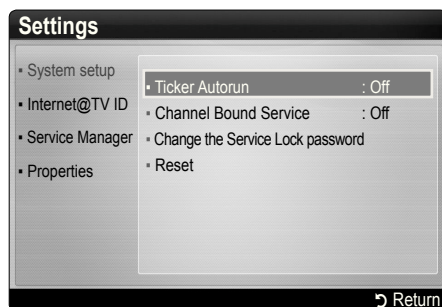 Settings
▪ System setup
▪ Internet@TV ID
▪ Service Manager
▪ Properties
▪ Ticker Autorun : Off
▪ Channel Bound Service : Off
▪ Change the Service Lock password
▪ Reset
Return